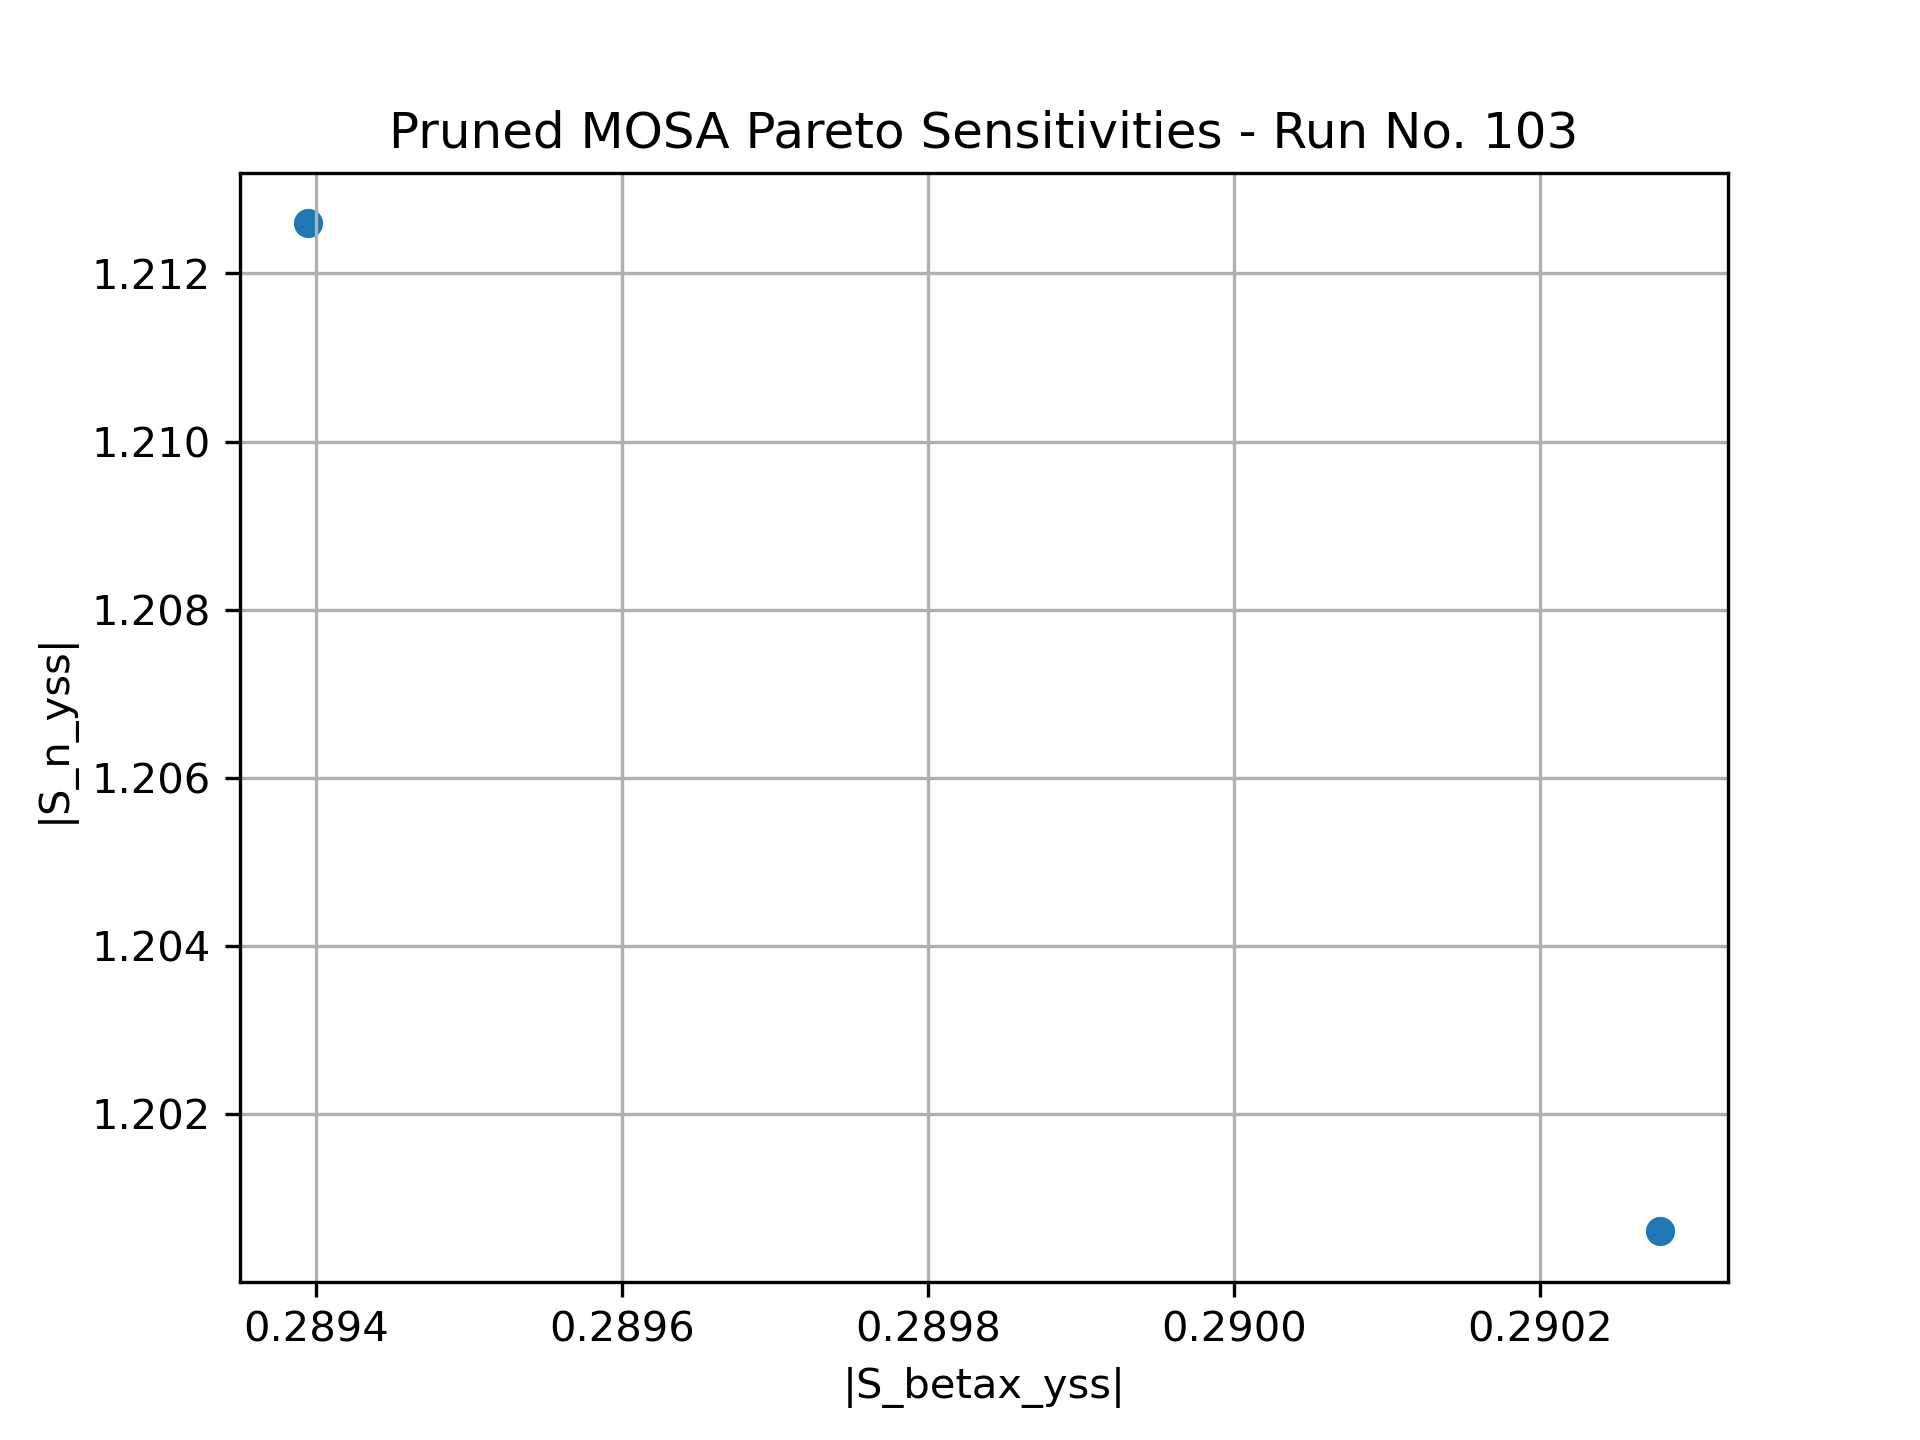 Pruned MOSA Pareto Sensitivities - Run No. 103
1.212
1.210
1.208
1.206
1.204
1.202
|S_n_yss|
0.2894 0.2896 0.2898 0.2900 0.2902
|S_betax_yss|